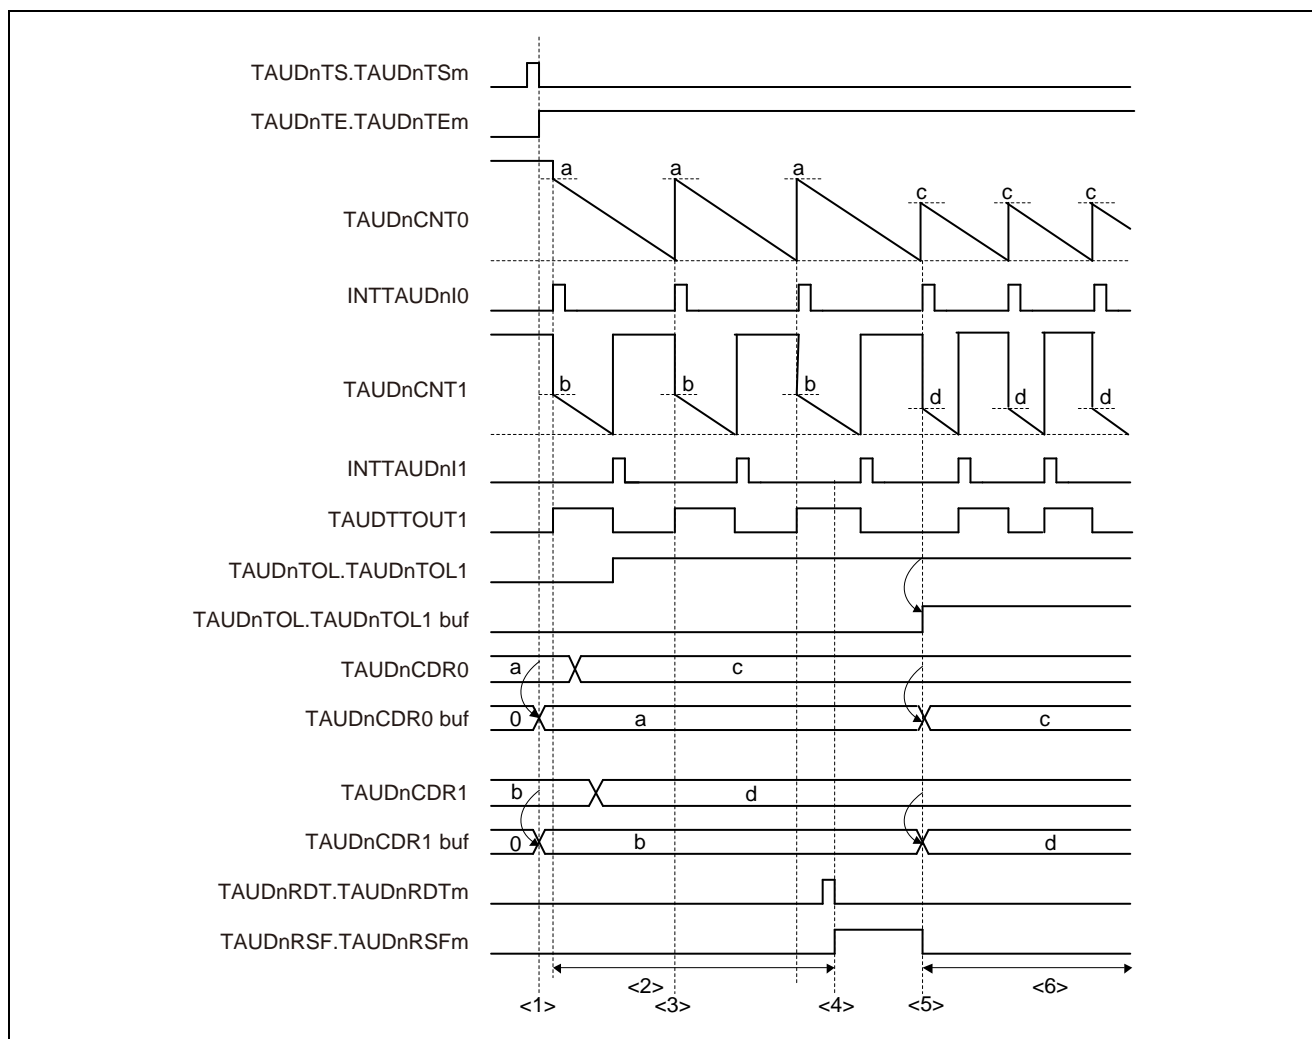 TAUDnTS.TAUDnTSm
TAUDnTE.TAUDnTEm
a a a
c c c
TAUDnCNT0
INTTAUDnI0
TAUDnCNT1
b b b d d d
INTTAUDnI1
TAUDTTOUT1
TAUDnTOL.TAUDnTOL1
TAUDnTOL.TAUDnTOL1 buf
TAUDnCDR0 a c
TAUDnCDR0 buf 0 a c
TAUDnCDR1 b d
TAUDnCDR1 buf 0 b d
TAUDnRDT.TAUDnRDTm
TAUDnRSF.TAUDnRSFm
<2> <6>
<1> <3> <4> <5>